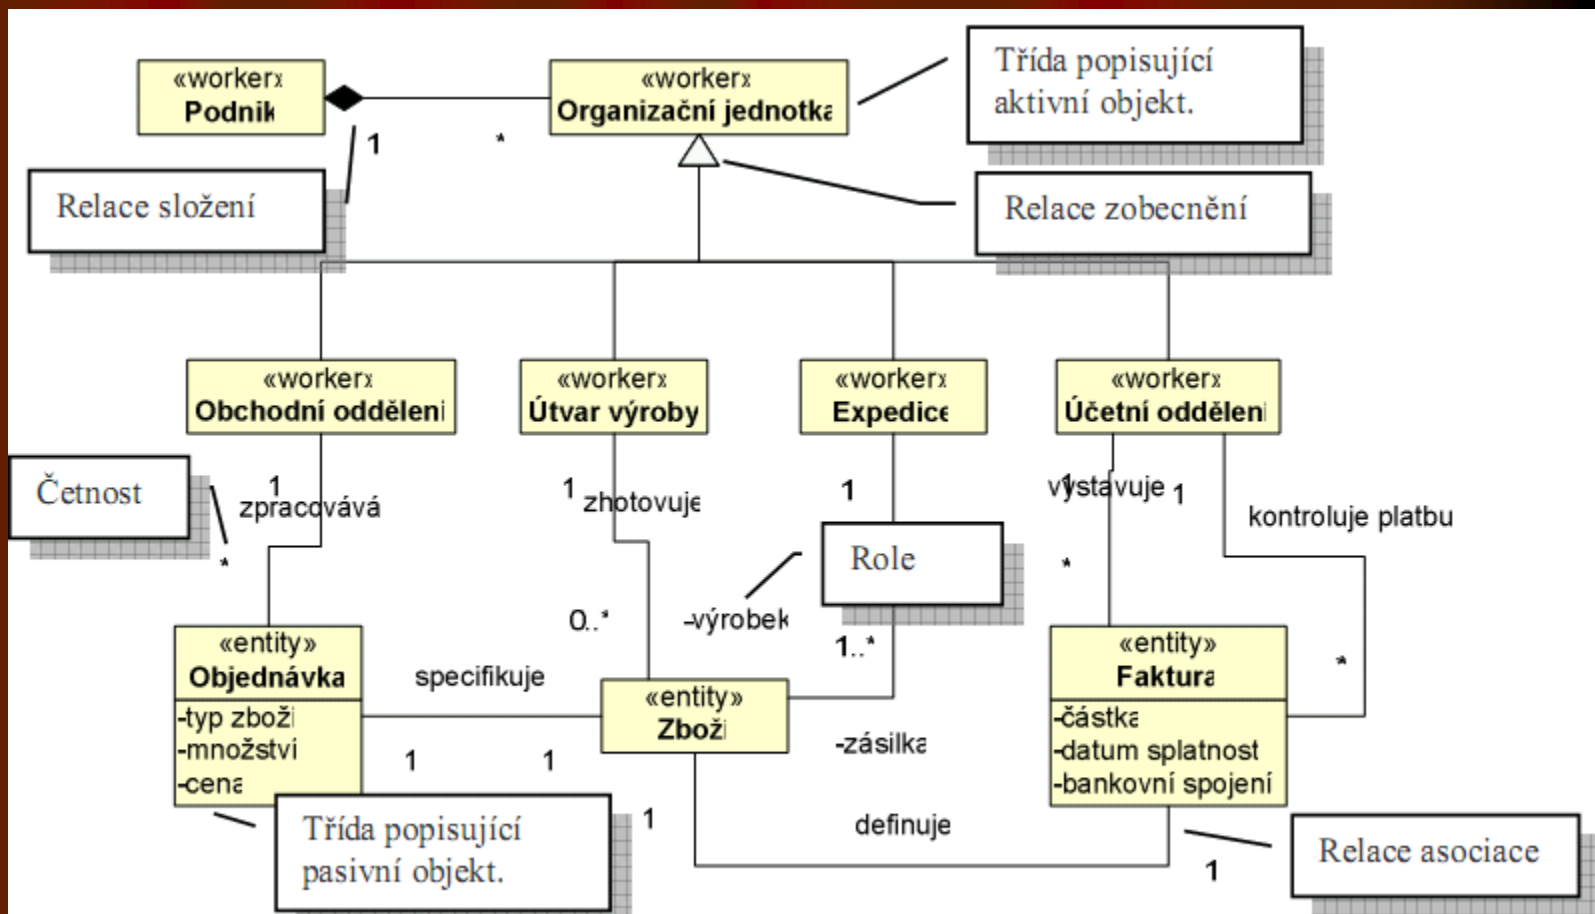 «worker»
Podnik
«worker»
Organizační jednotka
Třída popisující
aktivní objekt.
1
*
Relace složení
Relace zobecnění
«worker»
Obchodní oddělení
«worker»
Útvar výroby
«worker»
Expedice
«worker»
Účetní oddělení
Četnost
1
zpracovává
*
1
zhotovuje
0..*
1
Role
-výrobek
1..*
1
vystavuje
*
1
kontroluje platbu
*
«entity»
Objednávka
-typ zboží
-množství
-cena
specifikuje
1
1
«entity»
Zboží
-zásilka
«entity»
Faktura
-částka
-datum splatnost
-bankovní spojení
Třída popisující
pasivní objekt.
1
definuje
1
Relace asociace